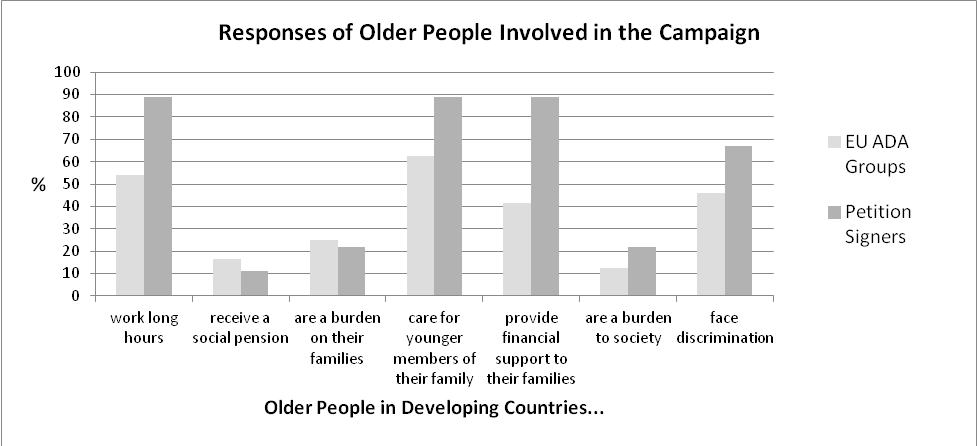 Responses of Older People Involved in the Campaign
100
90
80
70
60
50
40
30
20
10
0
%
work long
hours
receive a
social pension
are a burden
on their
families
care for
younger
members of
their family
provide
financial
support to
their families
are a burden
to society
face
discrimination
Older People in Developing Countries...
EU ADA
Groups
Petition
Signers